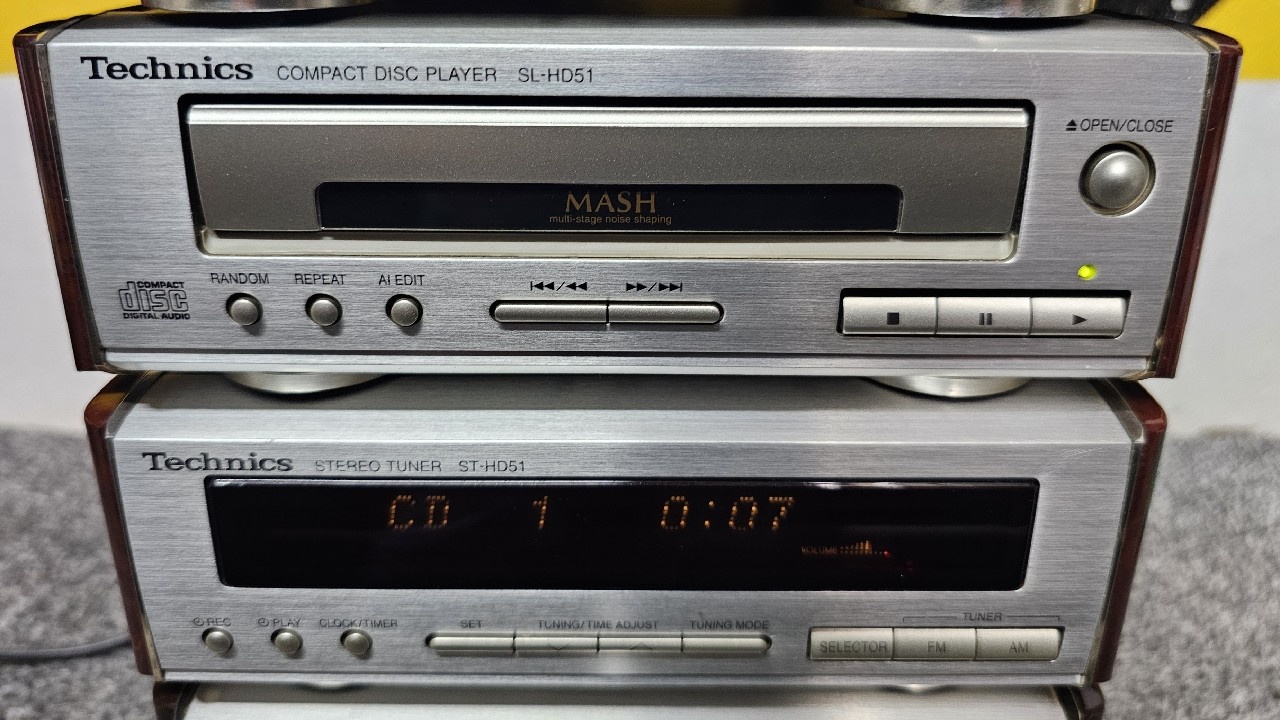 Technics COMPACT DISC PLAYER SL-HD51
▲OPEN/CLOSE
MASH
multi-stage noise shaping
RANDOM REPEAT AI EDIT
COMPACT
disc
DIGITAL AUDIO
Technics STEREO TUNER ST-HD51
CD 1 0:07
VOLUME
REC PLAY CLOCK/TIMER SET TUNING/TIME ADJUST TUNING MODE TUNER
SELECTOR FM AM